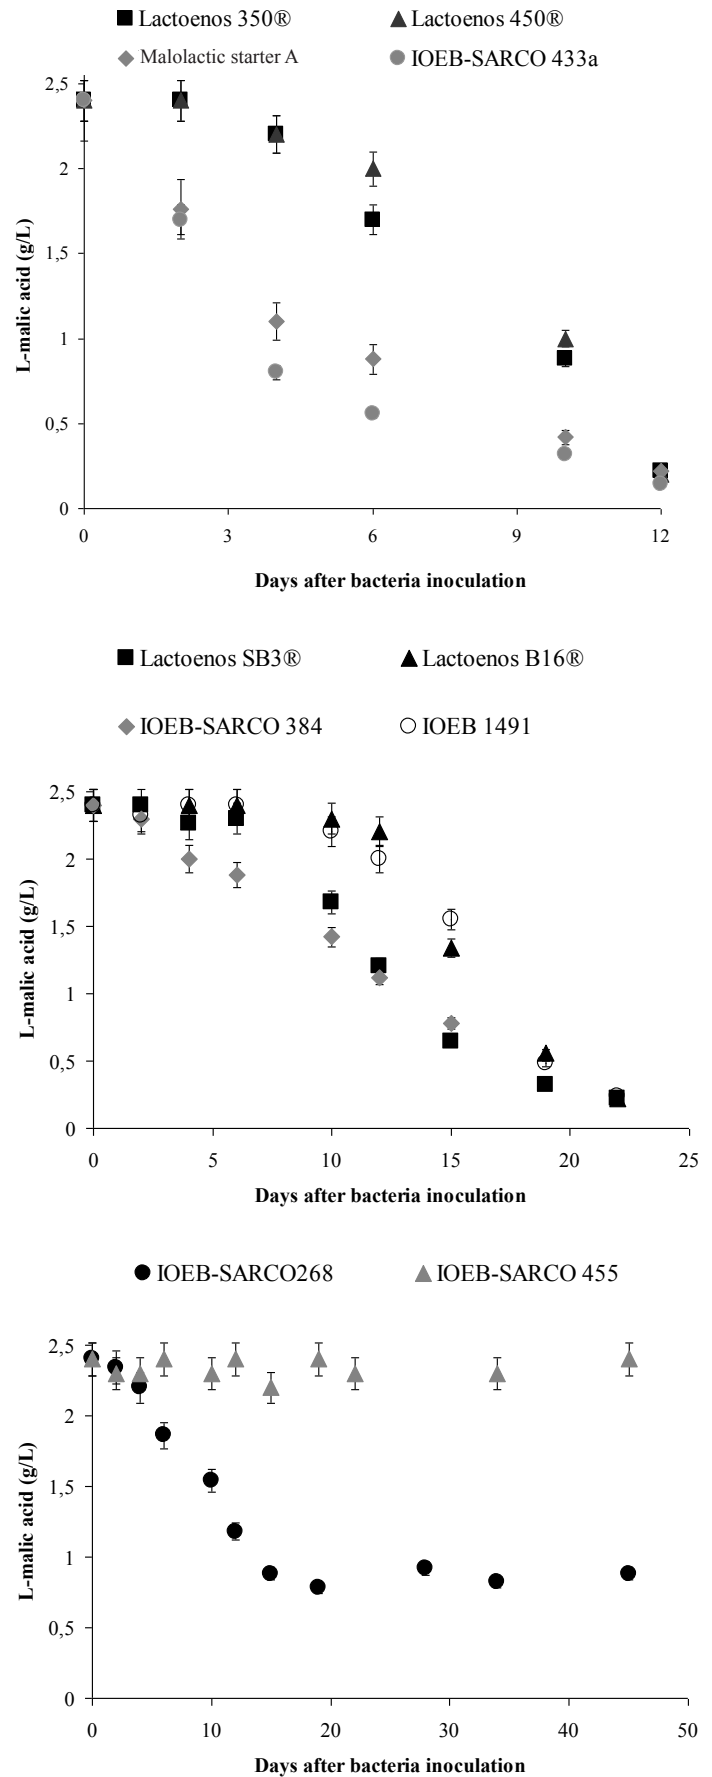 Lactoenos 350® Lactoenos 450®
Malolactic starter A IOEB-SARCO 433a
2,5
2
1,5
1
0,5
0
L-malic acid (g/L)
0 3 6 9 12
Days after bacteria inoculation
Lactoenos SB3® Lactoenos B16®
IOEB-SARCO 384 IOEB 1491
2,5
2
1,5
1
0,5
0
L-malic acid (g/L)
0 5 10 15 20 25
Days after bacteria inoculation
IOEB-SARCO268 IOEB-SARCO 455
2,5
2
1,5
1
0,5
0
L-malic acid (g/L)
0 10 20 30 40 50
Days after bacteria inoculation